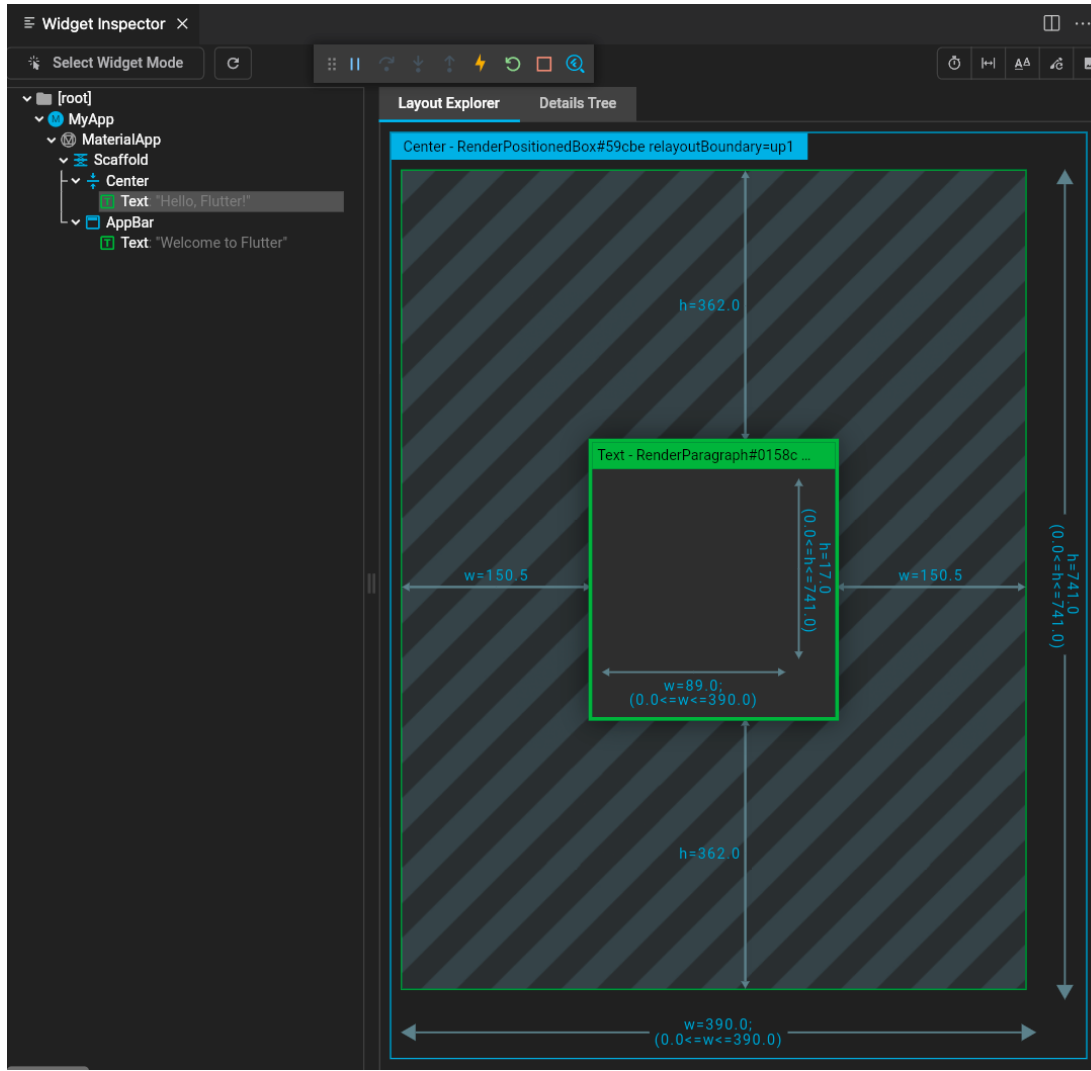 Widget Inspector
Select Widget Mode
[root]
MyApp
MaterialApp
Scaffold
Center
Text: "Hello, Flutter!"
AppBar
Text: "Welcome to Flutter"
Layout Explorer
Details Tree
Center - RenderPositionedBox#59cbe relayoutBoundary=up1
h=362.0
Text - RenderParagraph#0158c ...
h=17.0
(0.0<=h<=741.0)
w=89.0;
(0.0<=w<=390.0)
w=150.5
w=150.5
h=362.0
h=741.0
(0.0<=h<=741.0)
w=390.0;
(0.0<=w<=390.0)